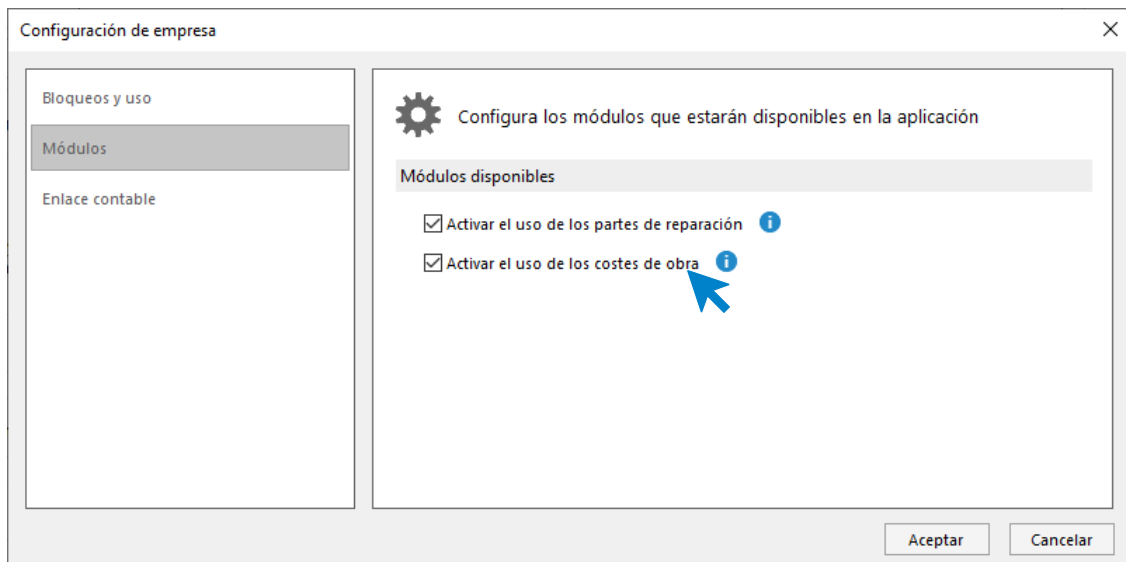 Configuración de empresa
Bloqueos y uso
Módulos
Enlace contable
Configura los módulos que estarán disponibles en la aplicación
Módulos disponibles
Activar el uso de los partes de reparación
Activar el uso de los costes de obra
Aceptar
Cancelar